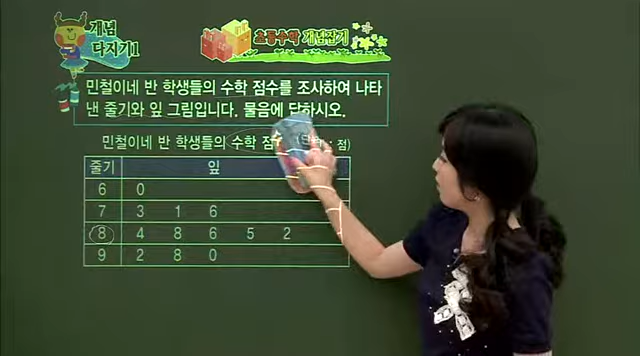 개념
다지기1
초등수학 개념잡기
민철이네 반 학생들의 수학 점수를 조사하여 나타
낸 줄기와 잎 그림입니다. 물음에 답하시오.
민철이네 반 학생들의 수학 점
점)
줄기 잎
6 0
7 3 1 6
8 4 8 6 5 2
9 2 8 0